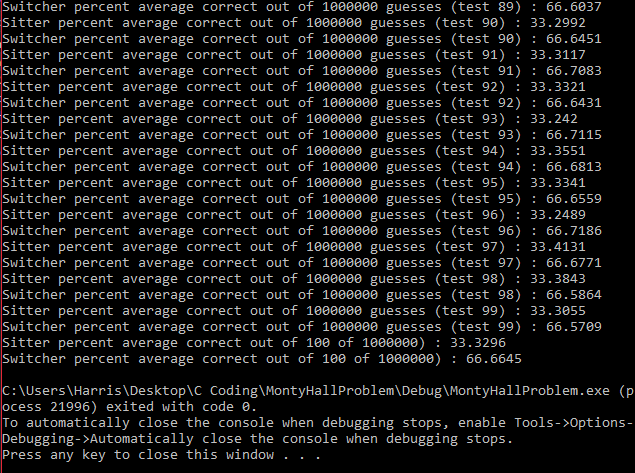 Switcher percent average correct out of 1000000 guesses (test 89) : 66.6037
Sitter percent average correct out of 1000000 guesses (test 90) : 33.2992
Switcher percent average correct out of 1000000 guesses (test 90) : 66.6451
Sitter percent average correct out of 1000000 guesses (test 91) : 33.3117
Switcher percent average correct out of 1000000 guesses (test 91) : 66.7083
Sitter percent average correct out of 1000000 guesses (test 92) : 33.3321
Switcher percent average correct out of 1000000 guesses (test 92) : 66.6431
Sitter percent average correct out of 1000000 guesses (test 93) : 33.242
Switcher percent average correct out of 1000000 guesses (test 93) : 66.7115
Sitter percent average correct out of 1000000 guesses (test 94) : 33.3551
Switcher percent average correct out of 1000000 guesses (test 94) : 66.6813
Sitter percent average correct out of 1000000 guesses (test 95) : 33.3341
Switcher percent average correct out of 1000000 guesses (test 95) : 66.6559
Sitter percent average correct out of 1000000 guesses (test 96) : 33.2489
Switcher percent average correct out of 1000000 guesses (test 96) : 66.7186
Sitter percent average correct out of 1000000 guesses (test 97) : 33.4131
Switcher percent average correct out of 1000000 guesses (test 97) : 66.6771
Sitter percent average correct out of 1000000 guesses (test 98) : 33.3843
Switcher percent average correct out of 1000000 guesses (test 98) : 66.5864
Sitter percent average correct out of 1000000 guesses (test 99) : 33.3055
Switcher percent average correct out of 1000000 guesses (test 99) : 66.5709
Sitter percent average correct out of 100 of 1000000) : 33.3296
Switcher percent average correct out of 100 of 1000000) : 66.6645
C:\Users\Harris\Desktop\C Coding\MontyHallProblem\Debug\MontyHallProblem.exe (p
ocess 21996) exited with code 0.
To automatically close the console when debugging stops, enable Tools->Options-
Debugging->Automatically close the console when debugging stops.
Press any key to close this window . . .